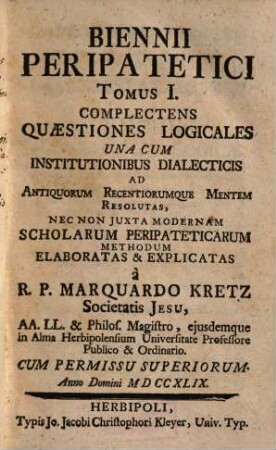 BIENNII
PERIPATETICI
TOMUS I.
COMPLECTENS
QUÆSTIONES LOGICALES
UNA CUM
INSTITUTIONIBUS DIALECTICIS
AD
ANTIQUORUM RECENTIORUMQUE MENTEM
RESOLUTAS,
NEC NON JUXTA MODERNAM
SCHOLARUM PERIPATETICARUM
METHODUM
ELABORATAS & EXPLICATAS
à
R. P. MARQUARDO KRETZ
Societatis JESU,
AA. LL. & Philos. Magistro, ejusdemque
in Alma Herbipolensium Universitate Professore
Publico & Ordinario.
CUM PERMISSU SUPERIORUM.
Anno Domini MDCCXLIX.
HERBIPOLI,
Typis Jo. Jacobi Christophori Kleyer, Univ. Typ.